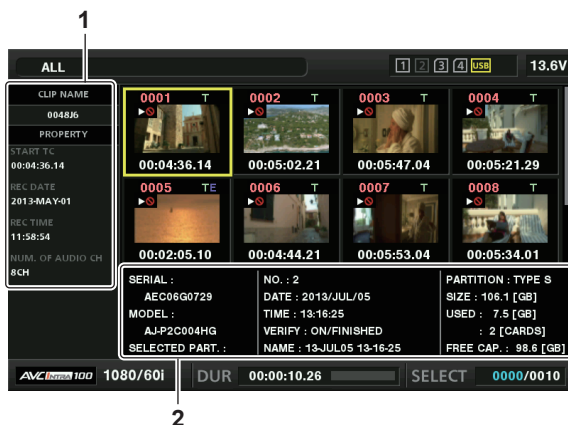 1
ALL
1 2 3 4 USB
13.6V
CLIP NAME
0048J6
PROPERTY
START TC
00:04:36.14
REC DATE
2013-MAY-01
REC TIME
11:58:54
NUM. OF AUDIO CH
8CH
0001 T
00:04:36.14
0002 T
00:05:02.21
0003 T
00:05:47.04
0004 T
00:05:21.29
0005 TE
00:02:05.10
0006 T
00:04:44.21
0007 T
00:05:53.04
0008 T
00:05:34.01
SERIAL :
AEC06G0729
MODEL :
AJ-P2C004HG
SELECTED PART. :
NO. : 2
DATE : 2013/JUL/05
TIME : 13:16:25
VERIFY : ON/FINISHED
NAME : 13-JUL05 13-16-25
PARTITION : TYPE S
SIZE : 106.1 [GB]
USED : 7.5 [GB]
: 2 [CARDS]
FREE CAP. : 98.6 [GB]
AVC INTRA 100 1080/60i
DUR 00:00:10.26
SELECT 0000/0010
2